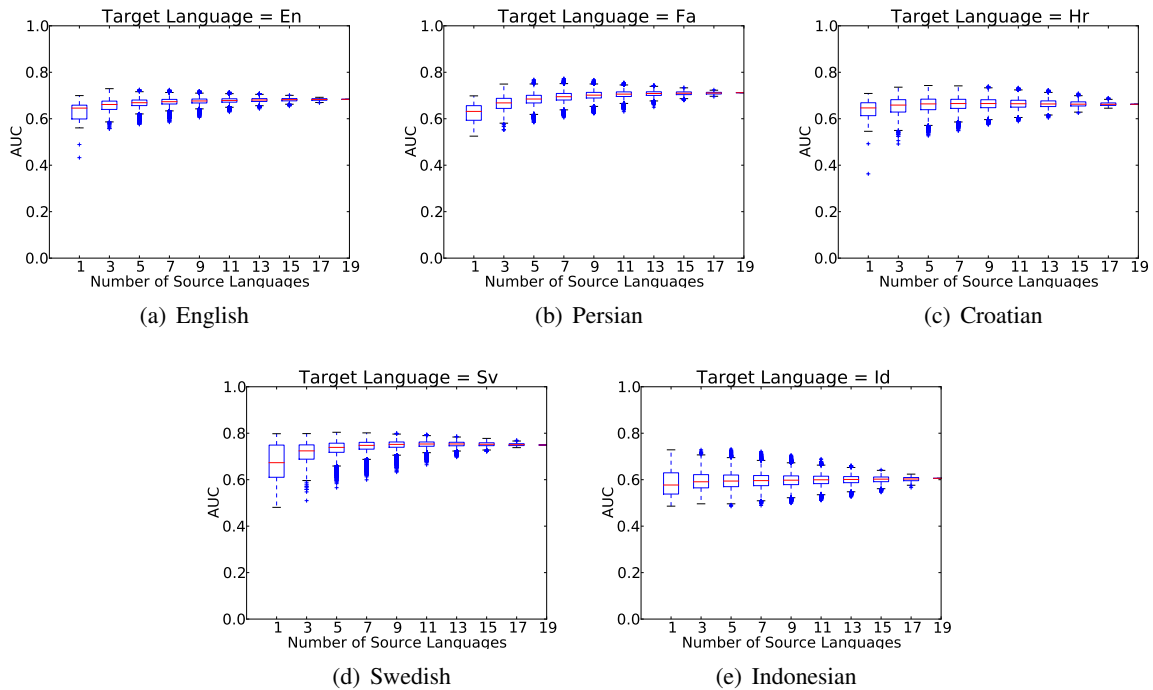 Target Language = En
1.0
0.8
0.6
0.4
0.2
0.0
AUC
1 3 5 7 9 11 13 15 17 19
Number of Source Languages
(a) English
Target Language = Fa
1.0
0.8
0.6
0.4
0.2
0.0
AUC
1 3 5 7 9 11 13 15 17 19
Number of Source Languages
(b) Persian
Target Language = Hr
1.0
0.8
0.6
0.4
0.2
0.0
AUC
1 3 5 7 9 11 13 15 17 19
Number of Source Languages
(c) Croatian
Target Language = Sv
1.0
0.8
0.6
0.4
0.2
0.0
AUC
1 3 5 7 9 11 13 15 17 19
Number of Source Languages
(d) Swedish
Target Language = Id
1.0
0.8
0.6
0.4
0.2
0.0
AUC
1 3 5 7 9 11 13 15 17 19
Number of Source Languages
(e) Indonesian